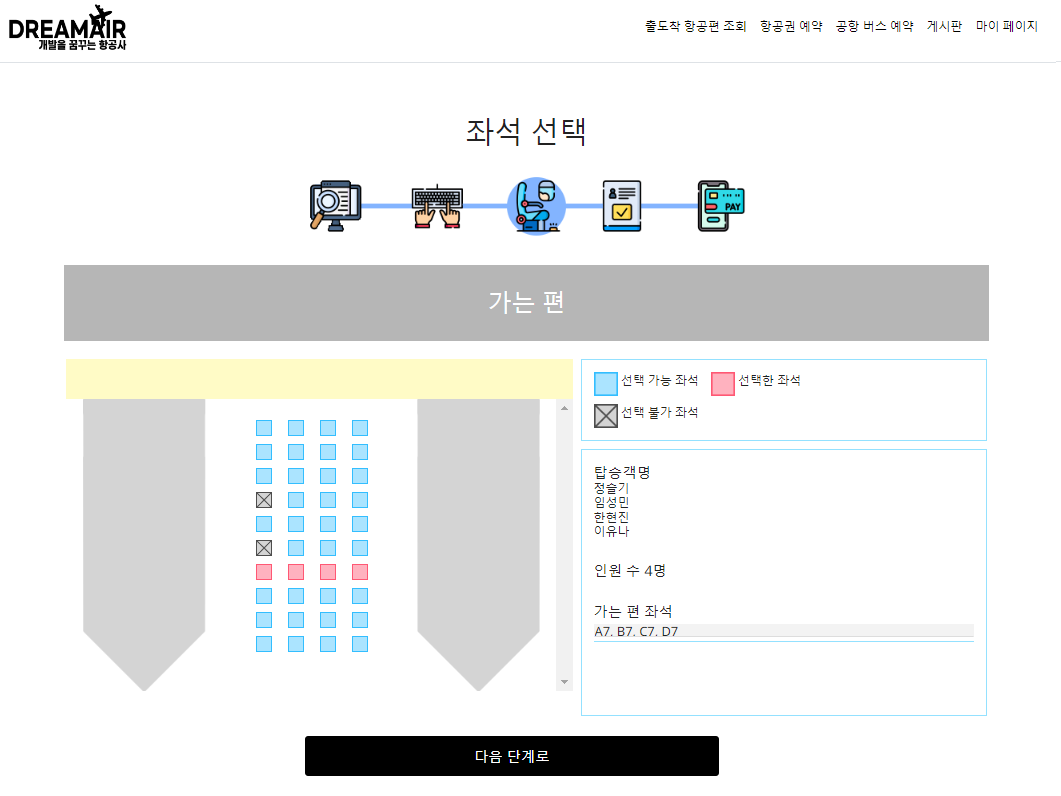 DREAMAIR
개발을 꿈꾸는 항공사
출도착 항공편 조회 항공권 예약 공항 버스 예약 게시판 마이 페이지
좌석 선택
PAY
가는 편
선택 가능 좌석 선택한 좌석
선택 불가 좌석
탑승객명
정슬기
임성민
한현진
이유나
인원 수 4명
가는 편 좌석
A7. B7. C7. D7
다음 단계로